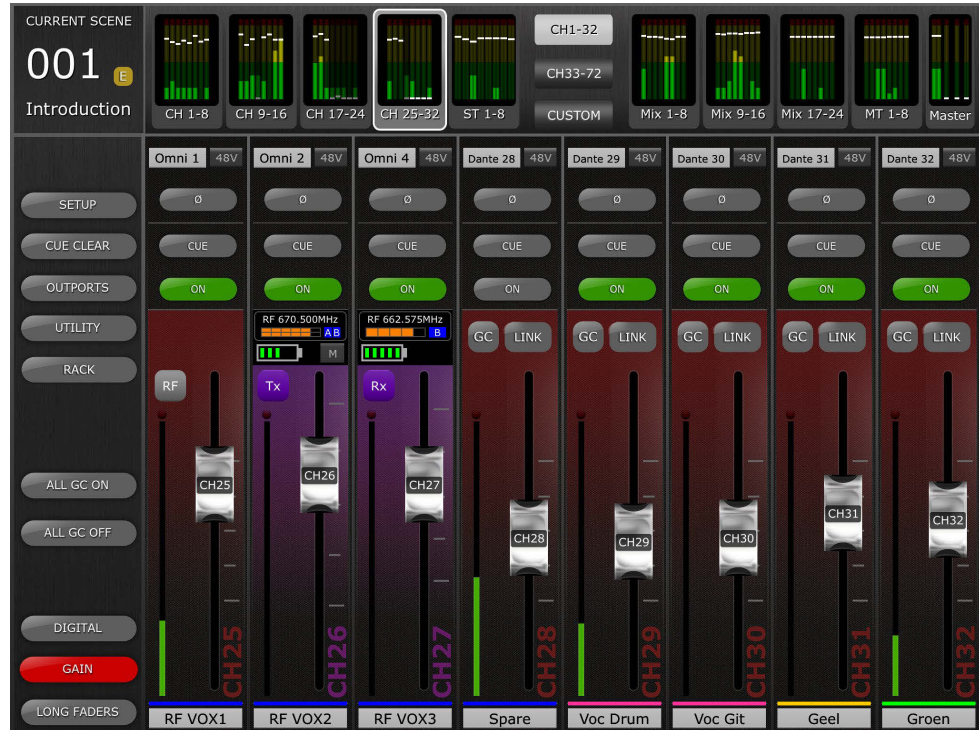 CURRENT SCENE
001 E
Introduction
CH 1-8 CH 9-16 CH 17-24 CH 25-32 ST 1-8
CH1-32
CH33-72
CUSTOM
Mix 1-8 Mix 9-16 Mix 17-24 MT 1-8 Master
Omni 1 48V Omni 2 48V Omni 4 48V Dante 28 48V Dante 29 48V Dante 30 48V Dante 31 48V Dante 32 48V
SETUP Ø Ø Ø Ø Ø Ø Ø Ø
CUE CLEAR CUE CUE CUE CUE CUE CUE CUE CUE
OUTPORTS ON ON ON ON ON ON ON ON
UTILITY RF 670.500MHz RF 662.575MHz
A B B
GC LINK GC LINK GC LINK GC LINK GC LINK
M
RACK
RF Tx Rx
ALL GC ON CH25 CH26 CH27
ALL GC OFF CH28 CH29 CH30 CH31 CH32
DIGITAL
GAIN CH25 CH26 CH27 CH28 CH29 CH30 CH31 CH32
LONG FADERS
RF VOX1 RF VOX2 RF VOX3 Spare Voc Drum Voc Git Geel Groen